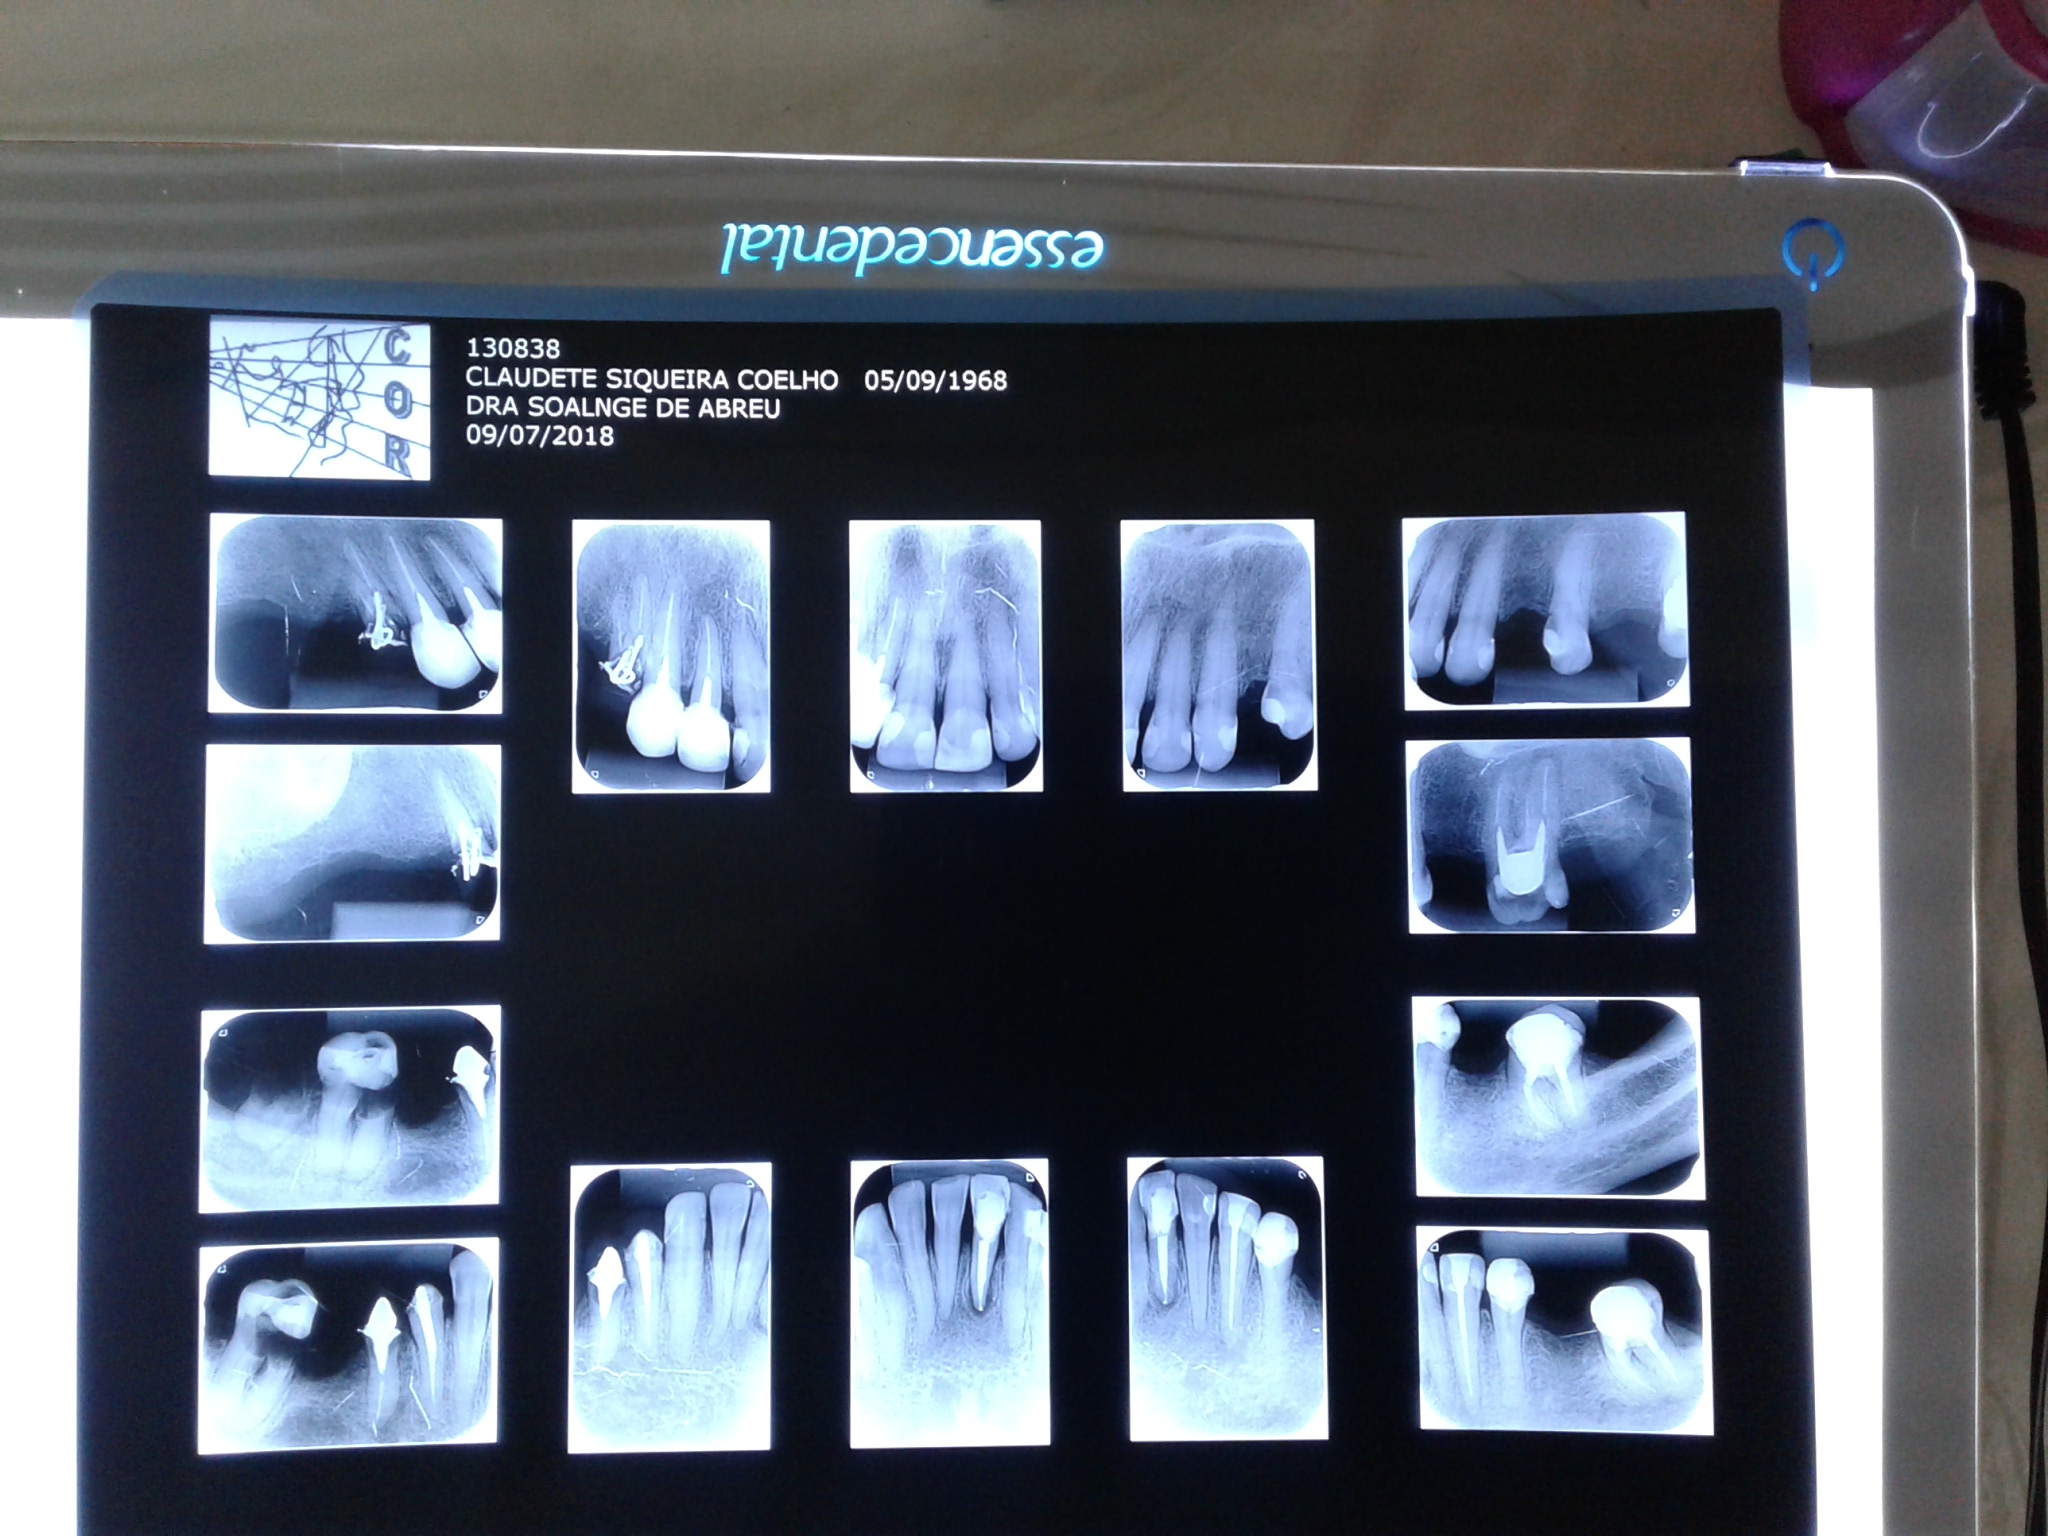 essencedental
C
O
R
130838
CLAUDETE SIQUEIRA COELHO 05/09/1968
DRA SOALNGE DE ABREU
09/07/2018